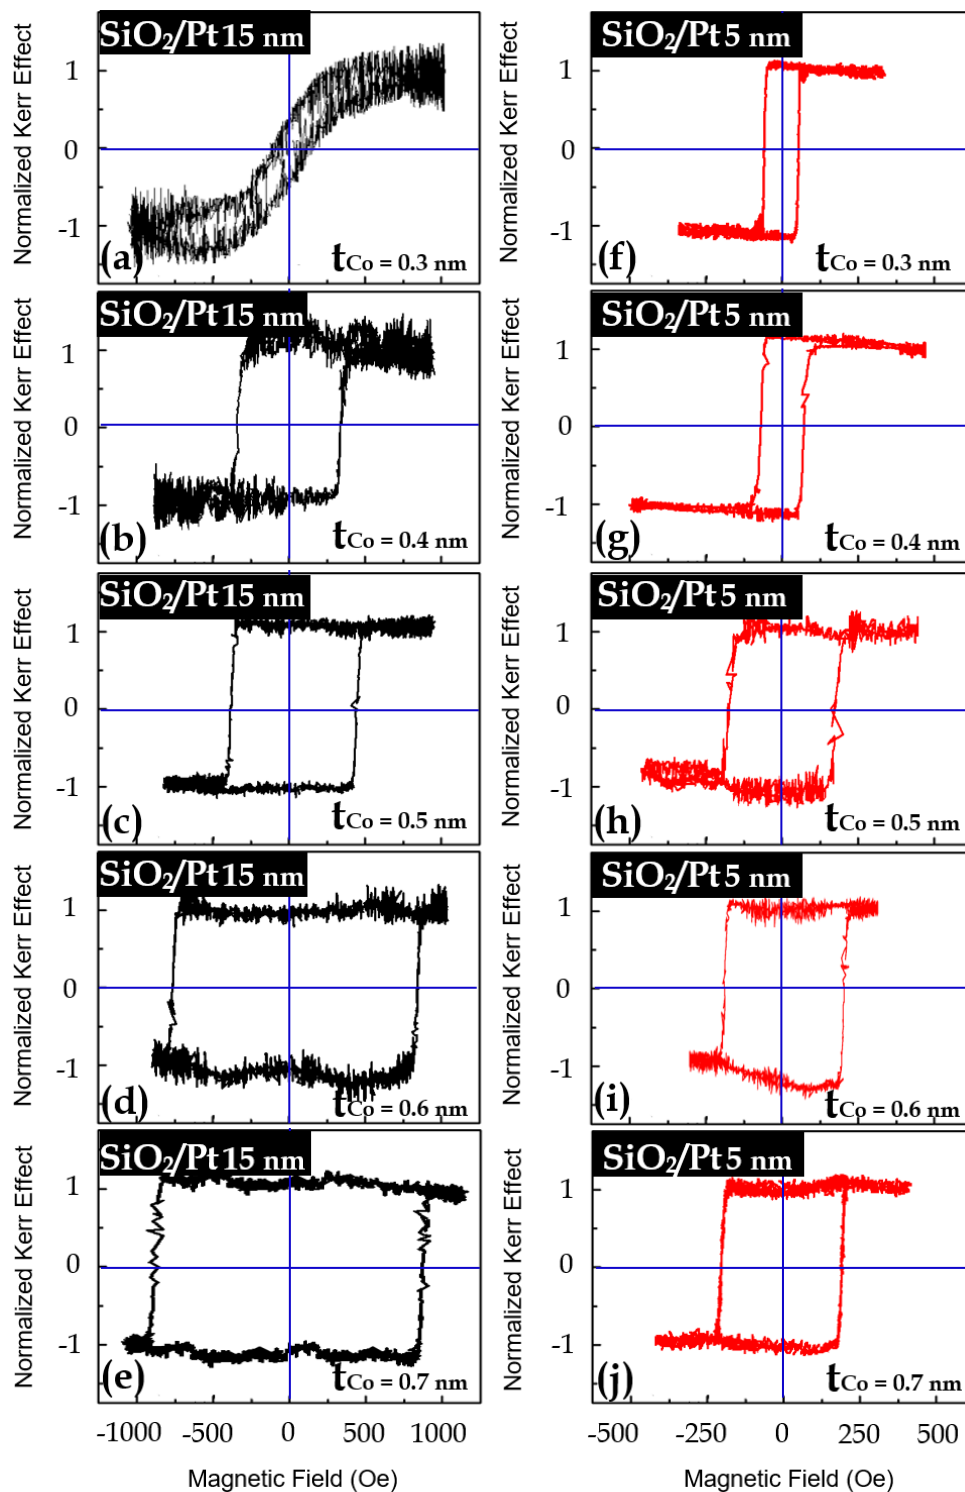 SiO₂/Pt 15 nm
Normalized Kerr Effect
1
0
-1
(a)
tCo = 0.3 nm
SiO₂/Pt 5 nm
Normalized Kerr Effect
1
0
-1
(f)
tCo = 0.3 nm
SiO₂/Pt 15 nm
Normalized Kerr Effect
1
0
-1
(b)
tCo = 0.4 nm
SiO₂/Pt 5 nm
Normalized Kerr Effect
1
0
-1
(g)
tCo = 0.4 nm
SiO₂/Pt 15 nm
Normalized Kerr Effect
1
0
-1
(c)
tCo = 0.5 nm
SiO₂/Pt 5 nm
Normalized Kerr Effect
1
0
-1
(h)
tCo = 0.5 nm
SiO₂/Pt 15 nm
Normalized Kerr Effect
1
0
-1
(d)
tCo = 0.6 nm
SiO₂/Pt 5 nm
Normalized Kerr Effect
1
0
-1
(i)
tCo = 0.6 nm
SiO₂/Pt 15 nm
Normalized Kerr Effect
1
0
-1
(e)
tCo = 0.7 nm
SiO₂/Pt 5 nm
Normalized Kerr Effect
1
0
-1
(j)
tCo = 0.7 nm
-1000 -500 0 500 1000
Magnetic Field (Oe)
-500 -250 0 250 500
Magnetic Field (Oe)